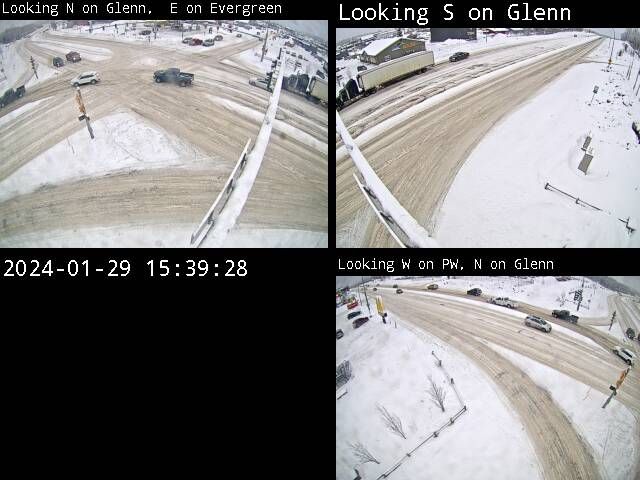 Looking N on Glenn,  E on Evergreen
Looking S on Glenn
2024-01-29 15:39:28
Looking W on PW, N on Glenn